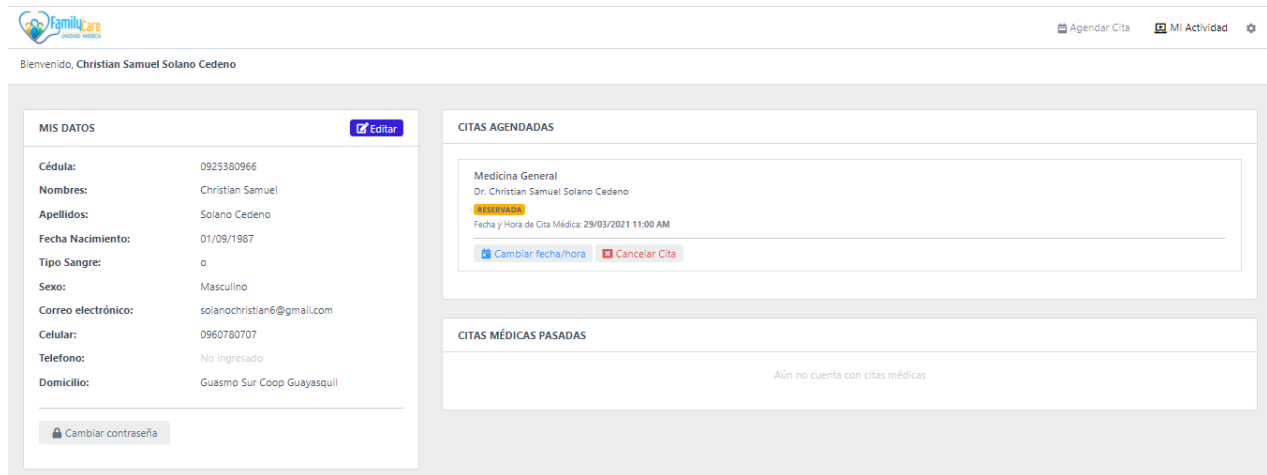 FamilyCare
UNIDAD MEDICA
Agendar Cita
Mi Actividad
Bienvenido, Christian Samuel Solano Cedeno
MIS DATOS
Editar
Cédula: 0925380966
Nombres: Christian Samuel
Apellidos: Solano Cedeno
Fecha Nacimiento: 01/09/1987
Tipo Sangre: o
Sexo: Masculino
Correo electrónico: solanochristian6@gmail.com
Celular: 0960780707
Telefono: No ingresado
Domicilio: Guasmo Sur Coop Guayasquil
Cambiar contraseña
CITAS AGENDADAS
Medicina General
Dr. Christian Samuel Solano Cedeno
RESERVADA
Fecha y Hora de Cita Médica: 29/03/2021 11:00 AM
Cambiar fecha/hora
Cancelar Cita
CITAS MÉDICAS PASADAS
Aún no cuenta con citas médicas